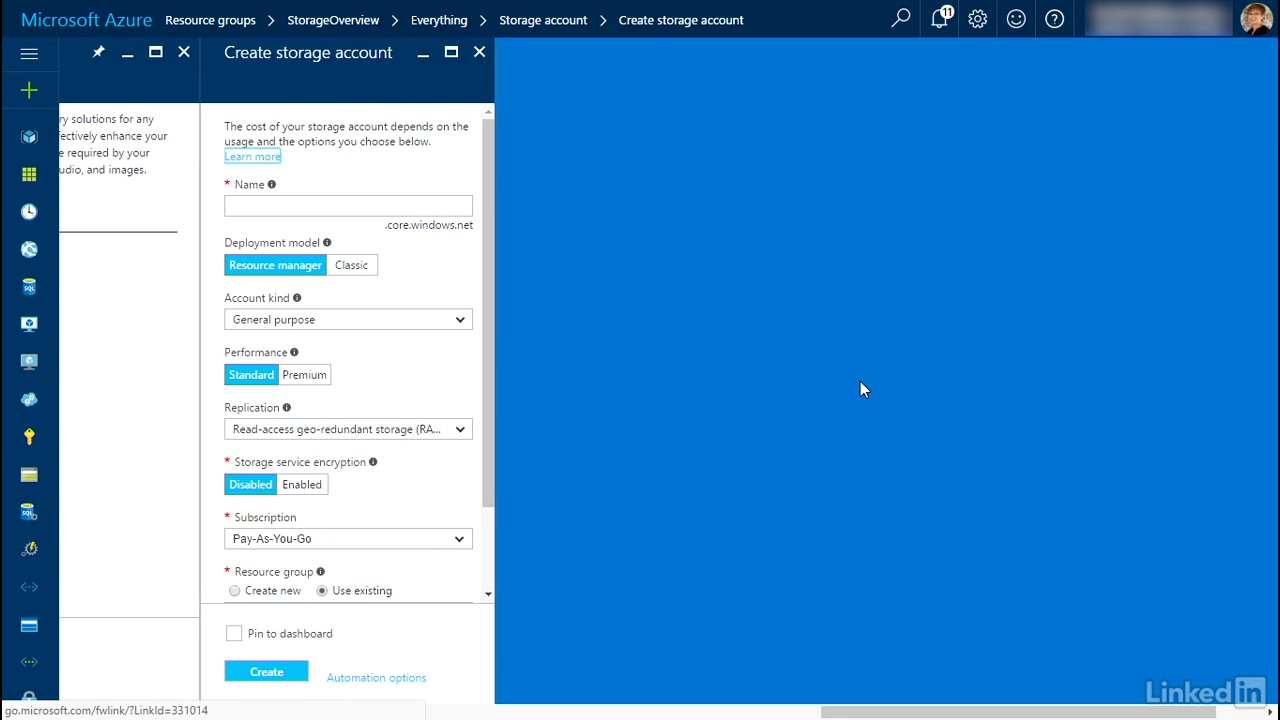 Microsoft Azure Resource groups > StorageOverview > Everything > Storage account > Create storage account
11
Create storage account
ry solutions for any
fectively enhance your
e required by your
udio, and images.
The cost of your storage account depends on the
usage and the options you choose below.
Learn more
* Name
.core.windows.net
Deployment model
Resource manager Classic
Account kind
General purpose
Performance
Standard Premium
Replication
Read-access geo-redundant storage (RA...
* Storage service encryption
Disabled Enabled
* Subscription
Pay-As-You-Go
* Resource group
Create new Use existing
Pin to dashboard
Create Automation options
go.microsoft.com/fwlink/?LinkId=331014
SQL
SQL
LinkedIn